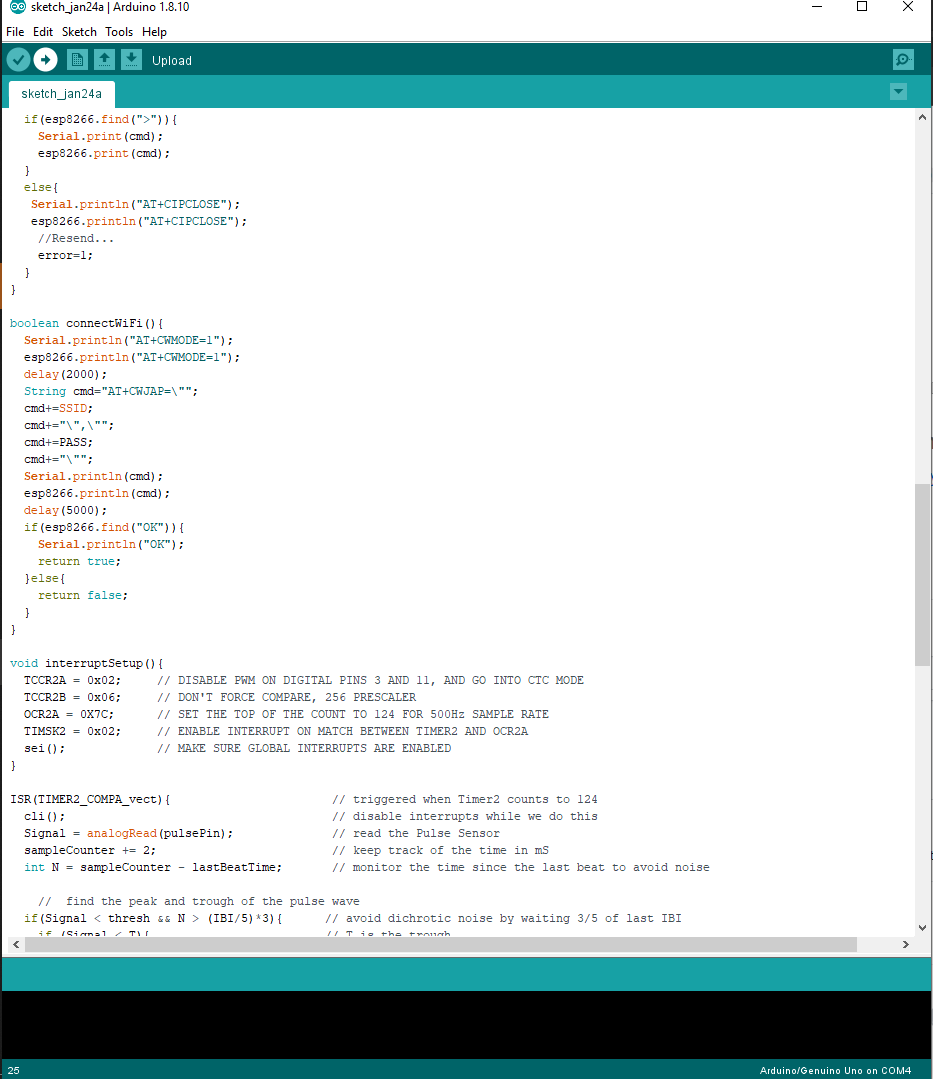 sketch_jan24a | Arduino 1.8.10
File Edit Sketch Tools Help
Upload
sketch_jan24a
if(esp8266.find(">")){
Serial.print(cmd);
esp8266.print(cmd);
}
else{
Serial.println("AT+CIPCLOSE");
esp8266.println("AT+CIPCLOSE");
//Resend...
error=1;
}
}
boolean connectWiFi(){
Serial.println("AT+CWMODE=1");
esp8266.println("AT+CWMODE=1");
delay(2000);
String cmd="AT+CWJAP=\"";
cmd+=SSID;
cmd+="\",\"";
cmd+=PASS;
cmd+="\"";
Serial.println(cmd);
esp8266.println(cmd);
delay(5000);
if(esp8266.find("OK")){
Serial.println("OK");
return true;
}else{
return false;
}
}
void interruptSetup(){
TCCR2A = 0x02; // DISABLE PWM ON DIGITAL PINS 3 AND 11, AND GO INTO CTC MODE
TCCR2B = 0x06; // DON'T FORCE COMPARE, 256 PRESCALER
OCR2A = 0X7C; // SET THE TOP OF THE COUNT TO 124 FOR 500Hz SAMPLE RATE
TIMSK2 = 0x02; // ENABLE INTERRUPT ON MATCH BETWEEN TIMER2 AND OCR2A
sei(); // MAKE SURE GLOBAL INTERRUPTS ARE ENABLED
}
ISR(TIMER2_COMPA_vect){ // triggered when Timer2 counts to 124
cli(); // disable interrupts while we do this
Signal = analogRead(pulsePin); // read the Pulse Sensor
sampleCounter += 2; // keep track of the time in mS
int N = sampleCounter - lastBeatTime; // monitor the time since the last beat to avoid noise
// find the peak and trough of the pulse wave
if(Signal < thresh && N > (IBI/5)*3){ // avoid dichrotic noise by waiting 3/5 of last IBI
if (Signal < T){ // T is the trough
25
Arduino/Genuino Uno on COM4